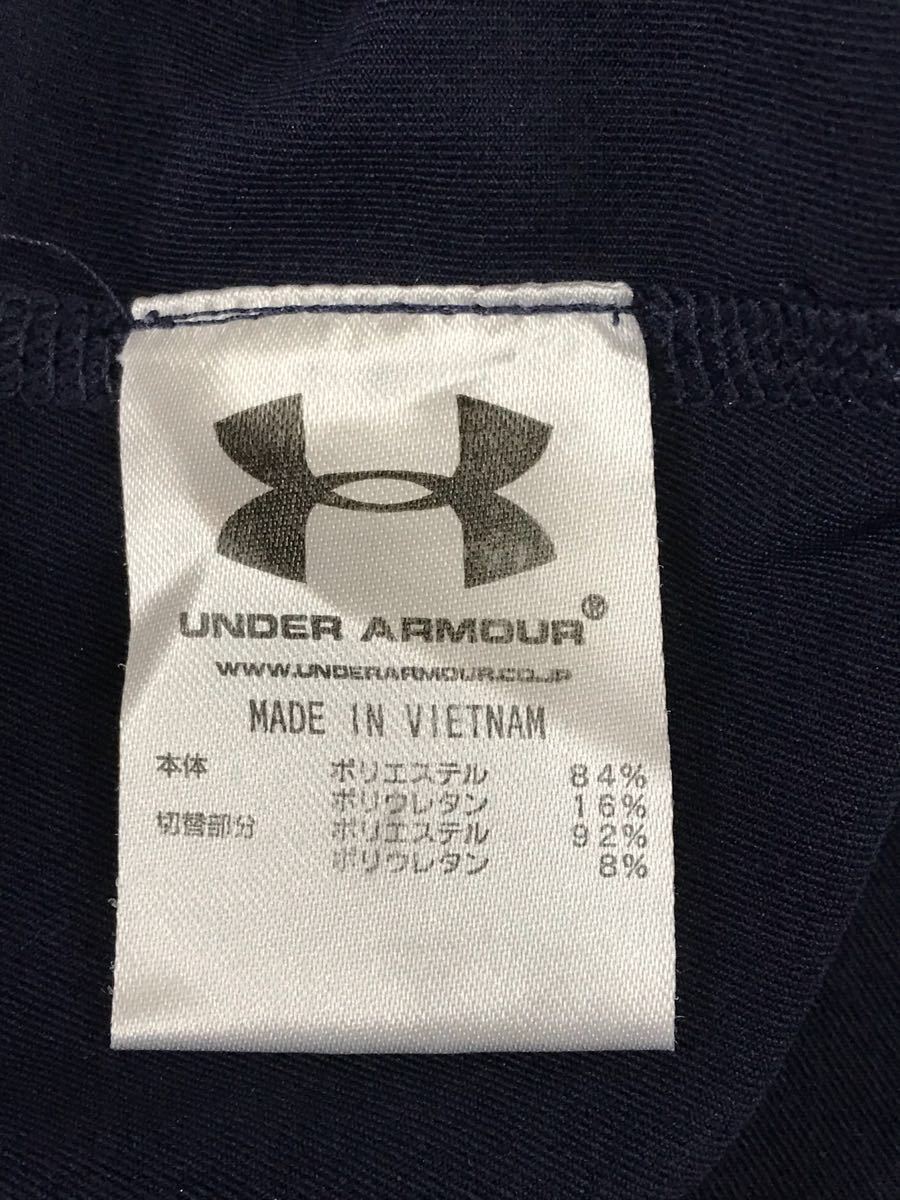 UNDER ARMOUR®
WWW.UNDERARMOUR.CO.JP
MADE IN VIETNAM
本体 ポリエステル 84%
ポリウレタン 16%
切替部分 ポリエステル 92%
ポリウレタン 8%